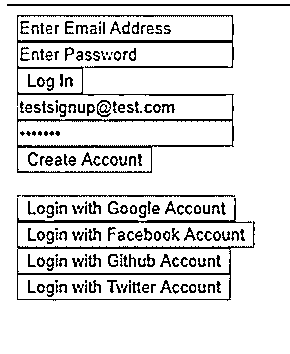 Enter Email Address
Enter Password
Log In
testsignup@test.com
•••••••
Create Account
Login with Google Account
Login with Facebook Account
Login with Github Account
Login with Twitter Account